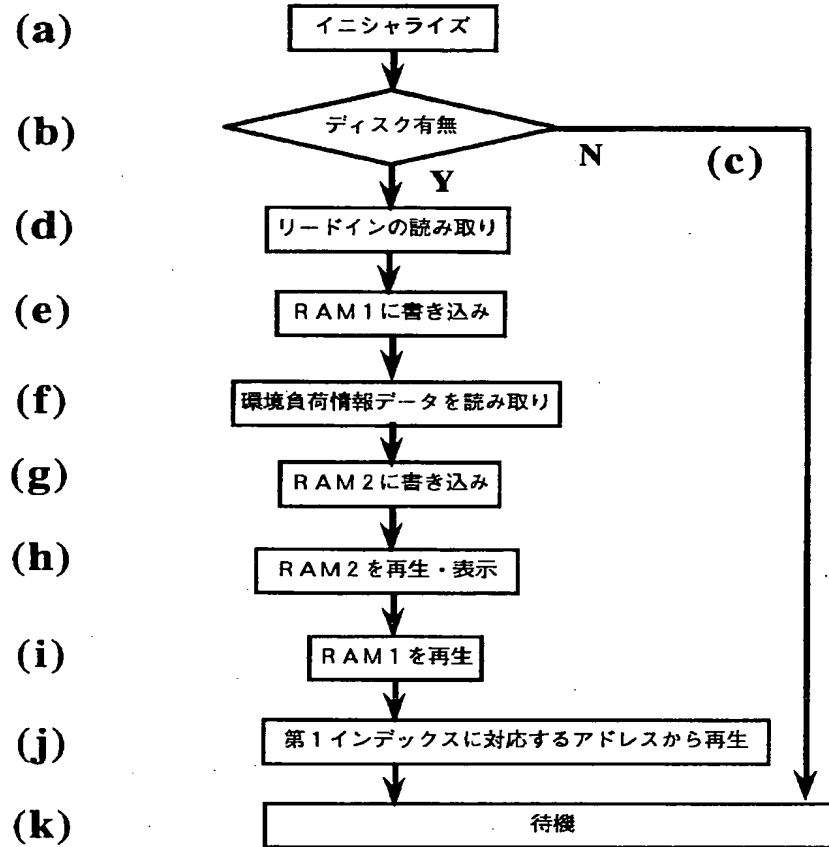 (a) イニシャライズ
(b) ディスク有無
N (c)
Y
(d) リードインの読み取り
(e) RAM1に書き込み
(f) 環境負荷情報データを読み取り
(g) RAM2に書き込み
(h) RAM2を再生・表示
(i) RAM1を再生
(j) 第1インデックスに対応するアドレスから再生
(k) 待機